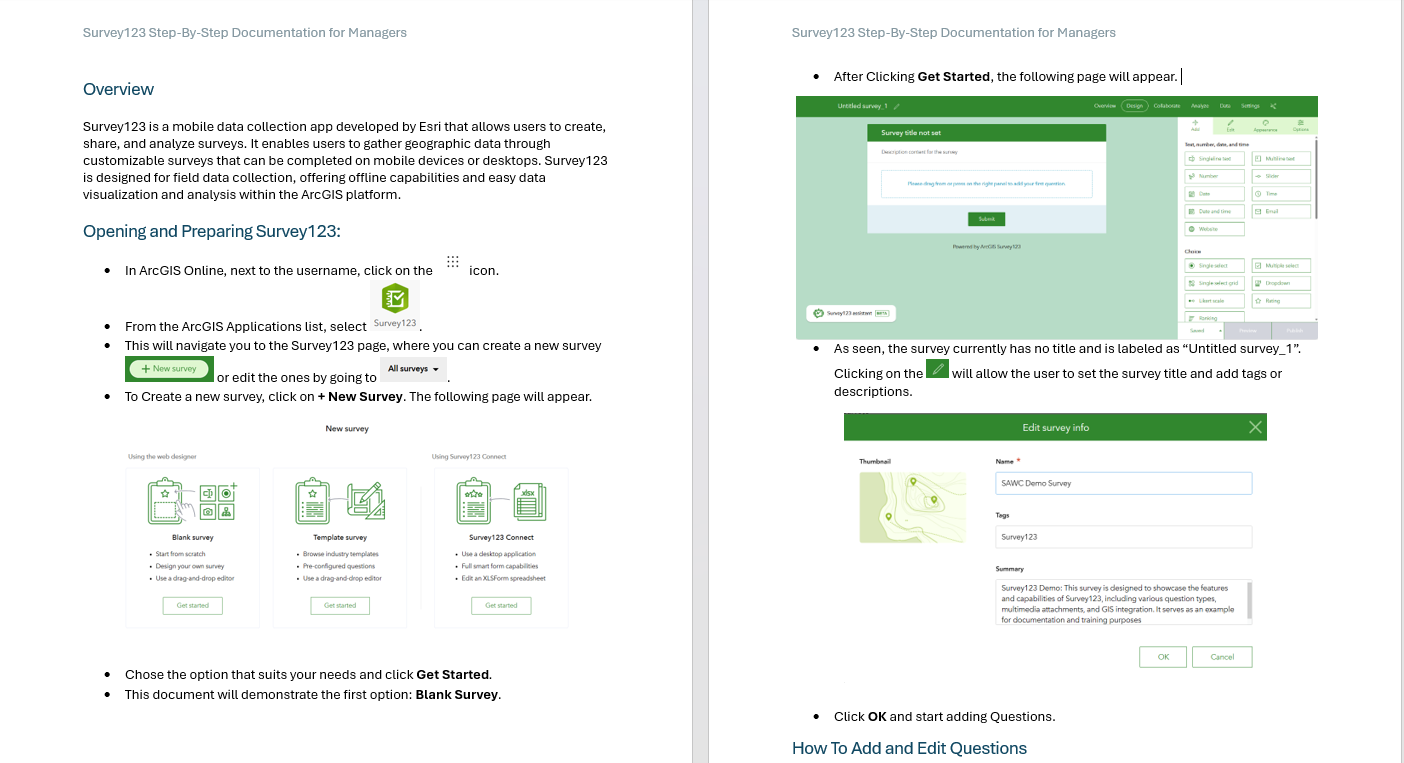 Survey123 Step-By-Step Documentation for Managers
Overview
Survey123 is a mobile data collection app developed by Esri that allows users to create,
share, and analyze surveys. It enables users to gather geographic data through
customizable surveys that can be completed on mobile devices or desktops. Survey123
is designed for field data collection, offering offline capabilities and easy data
visualization and analysis within the ArcGIS platform.
Opening and Preparing Survey123:
• In ArcGIS Online, next to the username, click on the icon.
Survey123
• From the ArcGIS Applications list, select .
• This will navigate you to the Survey123 page, where you can create a new survey
+ New survey or edit the ones by going to All surveys .
• To Create a new survey, click on + New Survey. The following page will appear.
New survey
Using the web designer
Using Survey123 Connect
Blank survey
• Start from scratch
• Design your own survey
• Use a drag-and-drop editor
Get started
Template survey
• Browse industry templates
• Pre-configured questions
• Use a drag-and-drop editor
Get started
xlsx
Survey123 Connect
• Use a desktop application
• Full smart form capabilities
• Edit an XLSForm spreadsheet
Get started
• Chose the option that suits your needs and click Get Started.
• This document will demonstrate the first option: Blank Survey.
Survey123 Step-By-Step Documentation for Managers
• After Clicking Get Started, the following page will appear.
Untitled survey_1
Overview Design Collaborate Analyze Data Settings
Add Edit Appearance Options
Survey title not set
Description content for the survey
Please drag from or press on the right panel to add your first question.
Submit
Powered by ArcGIS Survey123
Survey123 assistant BETA
Text, number, date, and time
Singleline text Multiline text
Number Slider
Date Time
Date and time Email
Website
Choice
Single select Multiple select
Single select grid Dropdown
Likert scale Rating
Ranking
Saved Preview Publish
• As seen, the survey currently has no title and is labeled as “Untitled survey_1”.
Clicking on the will allow the user to set the survey title and add tags or
descriptions.
Edit survey info
Thumbnail
Name *
SAWC Demo Survey
Tags
Survey123
Summary
Survey123 Demo: This survey is designed to showcase the features
and capabilities of Survey123, including various question types,
multimedia attachments, and GIS integration. It serves as an example
for documentation and training purposes
OK Cancel
• Click OK and start adding Questions.
How To Add and Edit Questions